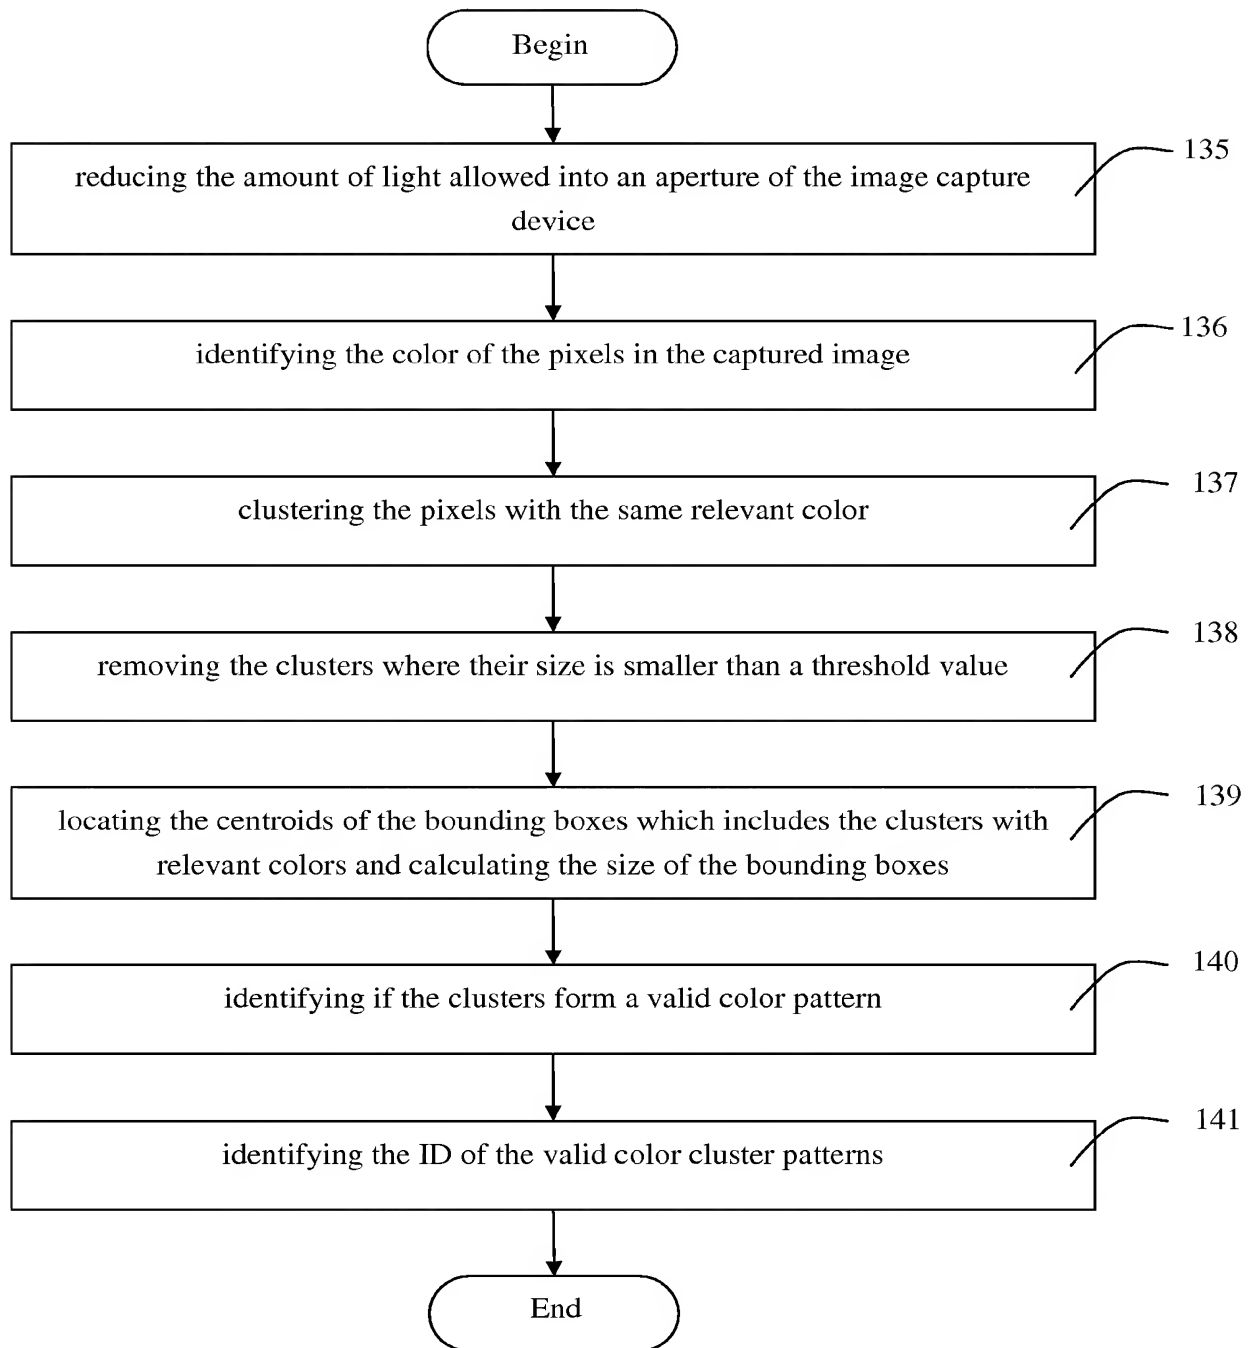 Begin
135
reducing the amount of light allowed into an aperture of the image capture
device
136
identifying the color of the pixels in the captured image
137
clustering the pixels with the same relevant color
138
removing the clusters where their size is smaller than a threshold value
139
locating the centroids of the bounding boxes which includes the clusters with
relevant colors and calculating the size of the bounding boxes
140
identifying if the clusters form a valid color pattern
141
identifying the ID of the valid color cluster patterns
End